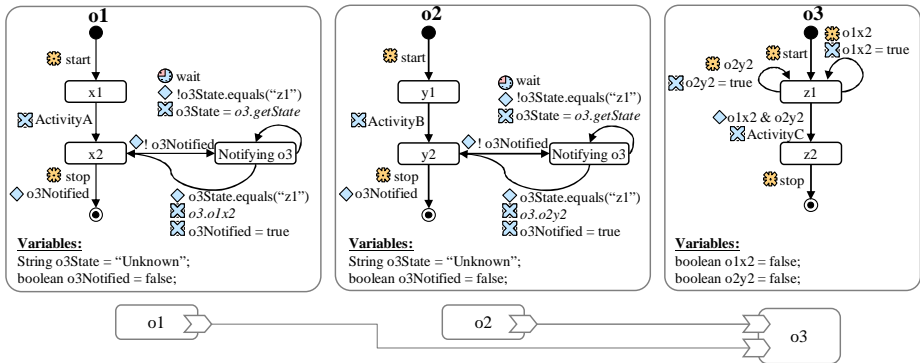 o1
start
x1
ActivityA
x2
stop
o3Notified
wait
!o3State.equals(“z1”)
o3State = o3.getState
! o3Notified
Notifying o3
o3State.equals(“z1”)
o3.o1x2
o3Notified = true
Variables:
String o3State = “Unknown”;
boolean o3Notified = false;
o2
start
y1
ActivityB
y2
stop
o3Notified
wait
!o3State.equals(“z1”)
o3State = o3.getState
! o3Notified
Notifying o3
o3State.equals(“z1”)
o3.o2y2
o3Notified = true
Variables:
String o3State = “Unknown”;
boolean o3Notified = false;
o3
o1x2
o1x2 = true
start
o2y2
o2y2 = true
z1
o1x2 & o2y2
ActivityC
z2
stop
Variables:
boolean o1x2 = false;
boolean o2y2 = false;
o1
o2
o3